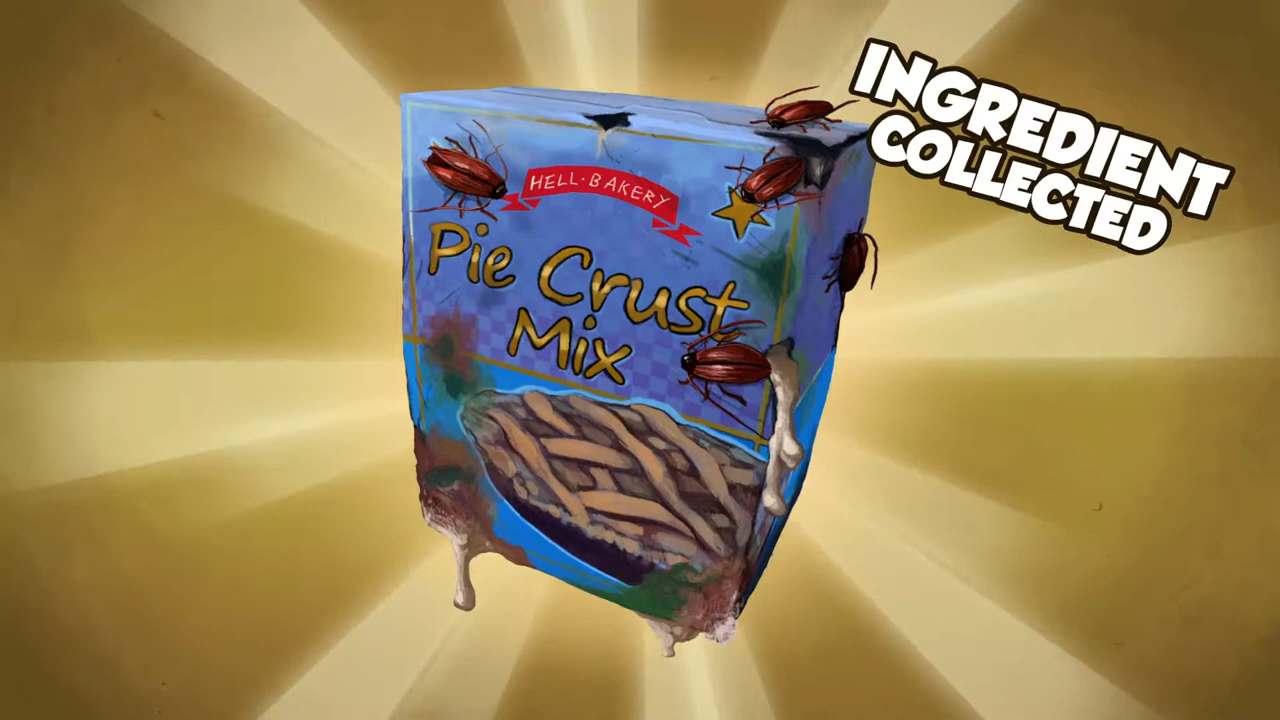 INGREDIENT
COLLECTED
HELL·BAKERY
Pie Crust
Mix